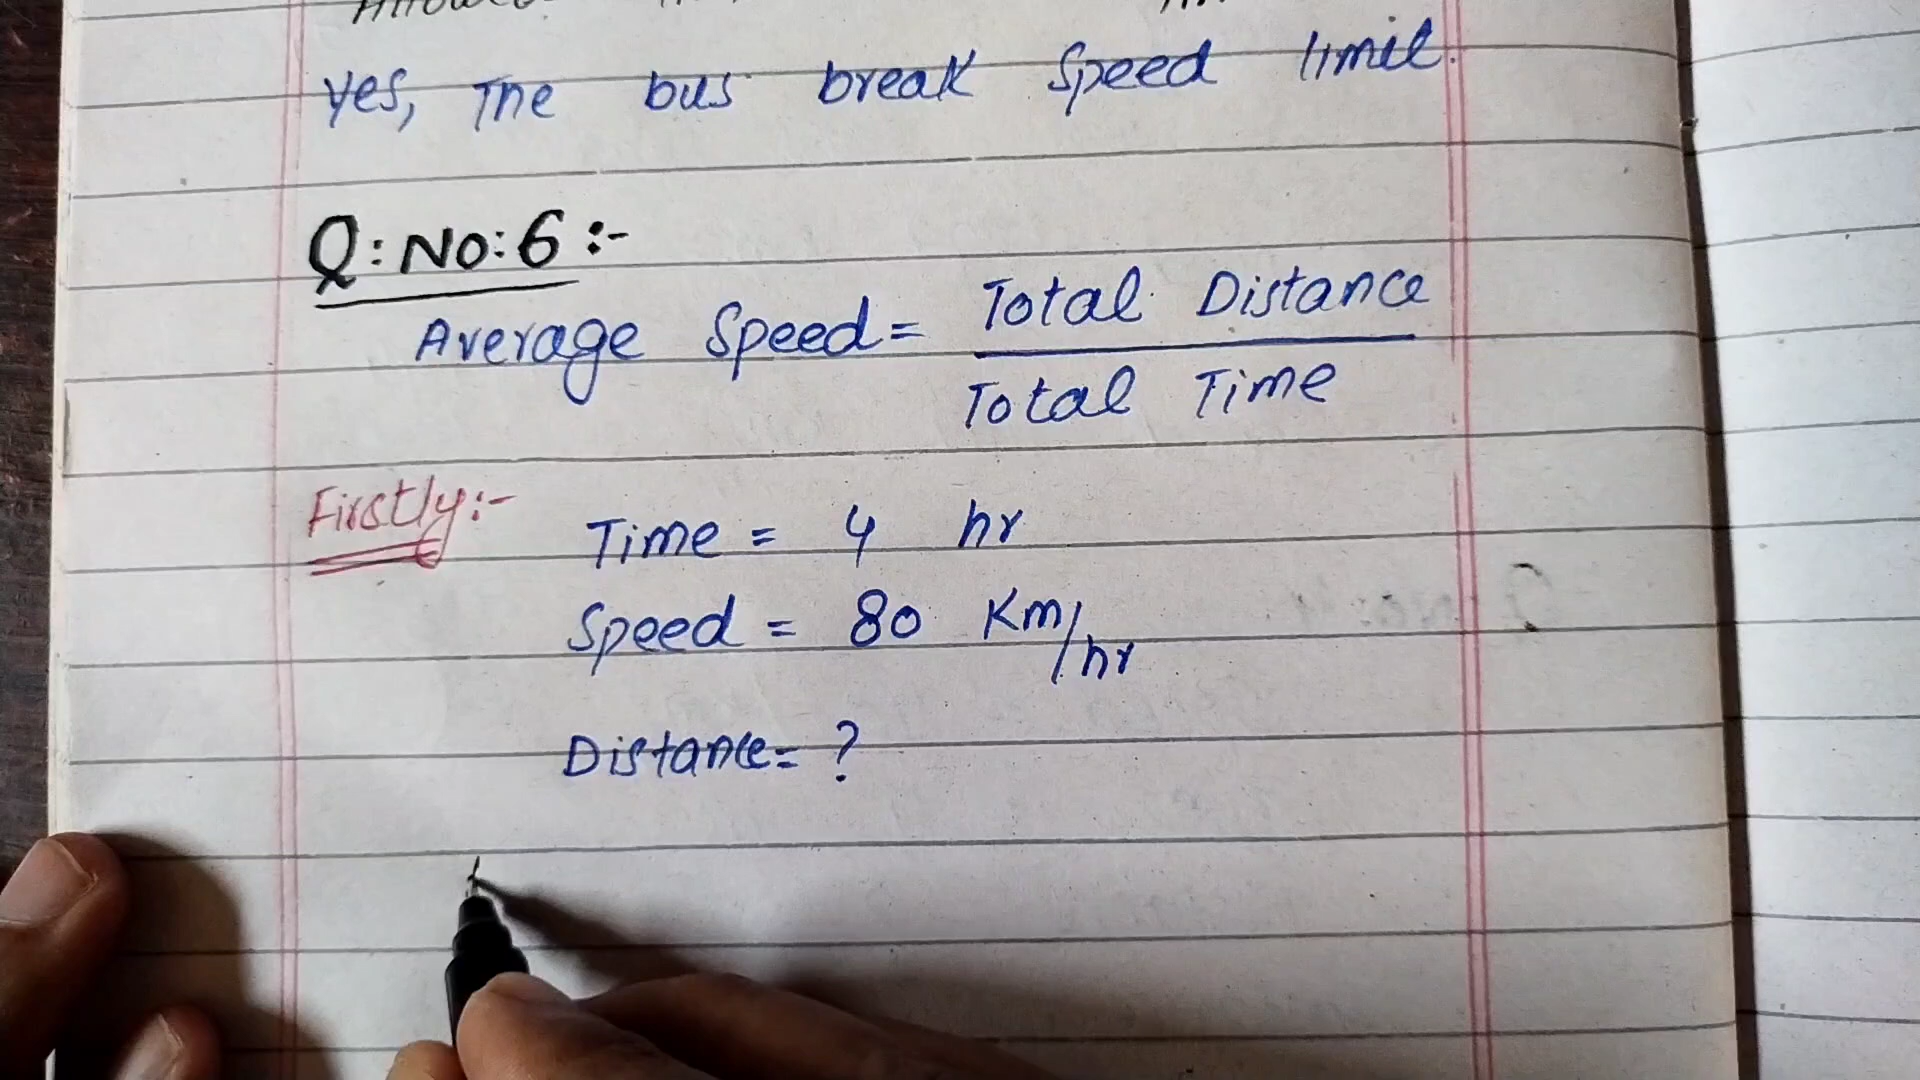 yes, The bus break speed limit.
Q:No:6:-
Average Speed = Total Distance
Total Time
Firstly:- Time = 4 hr
Speed = 80 Km/hr
Distance = ?